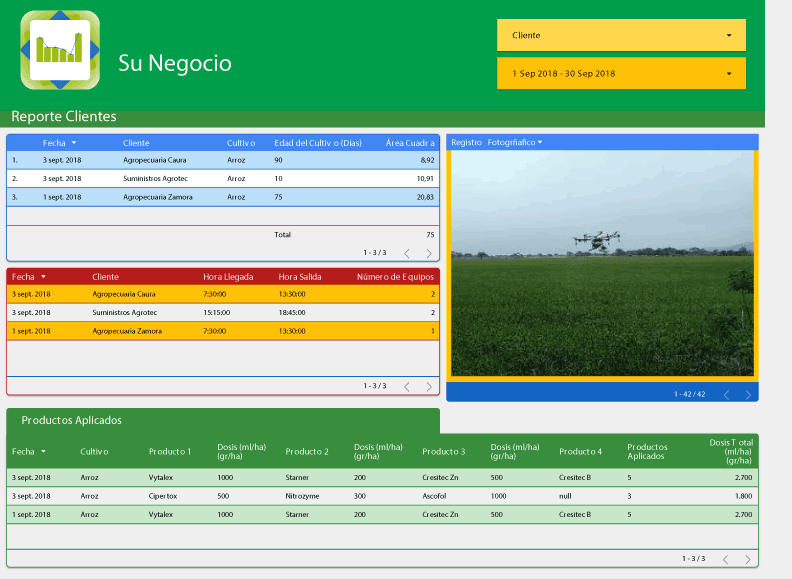 Su Negocio
Cliente
1 Sep 2018 - 30 Sep 2018
Reporte Clientes
Fecha Cliente Cultivo Edad del Cultivo (Días) Área Cuadra
1. 3 sept. 2018 Agropecuaria Caura Arroz 90 8,92
2. 3 sept. 2018 Suministros Agrotec Arroz 10 10,91
3. 1 sept. 2018 Agropecuaria Zamora Arroz 75 20,83
Total 75
1 - 3 / 3
Registro Fotogrñafico
1 - 42 / 42
Fecha Cliente Hora Llegada Hora Salida Número de Equipos
3 sept. 2018 Agropecuaria Caura 7:30:00 13:30:00 2
3 sept. 2018 Suministros Agrotec 15:15:00 18:45:00 2
1 sept. 2018 Agropecuaria Zamora 7:30:00 13:30:00 1
1 - 3 / 3
Productos Aplicados
Fecha Cultivo Producto 1 Dosis (ml/ha) (gr/ha) Producto 2 Dosis (ml/ha) (gr/ha) Producto 3 Dosis (ml/ha) (gr/ha) Producto 4 Productos Aplicados Dosis Total (ml/ha) (gr/ha)
3 sept. 2018 Arroz Vytalex 1000 Starner 200 Cresitec Zn 500 Cresitec B 5 2.700
3 sept. 2018 Arroz Cipertox 500 Nitrozyme 300 Ascofol 1000 null 3 1.800
1 sept. 2018 Arroz Vytalex 1000 Starner 200 Cresitec Zn 500 Cresitec B 5 2.700
1 - 3 / 3